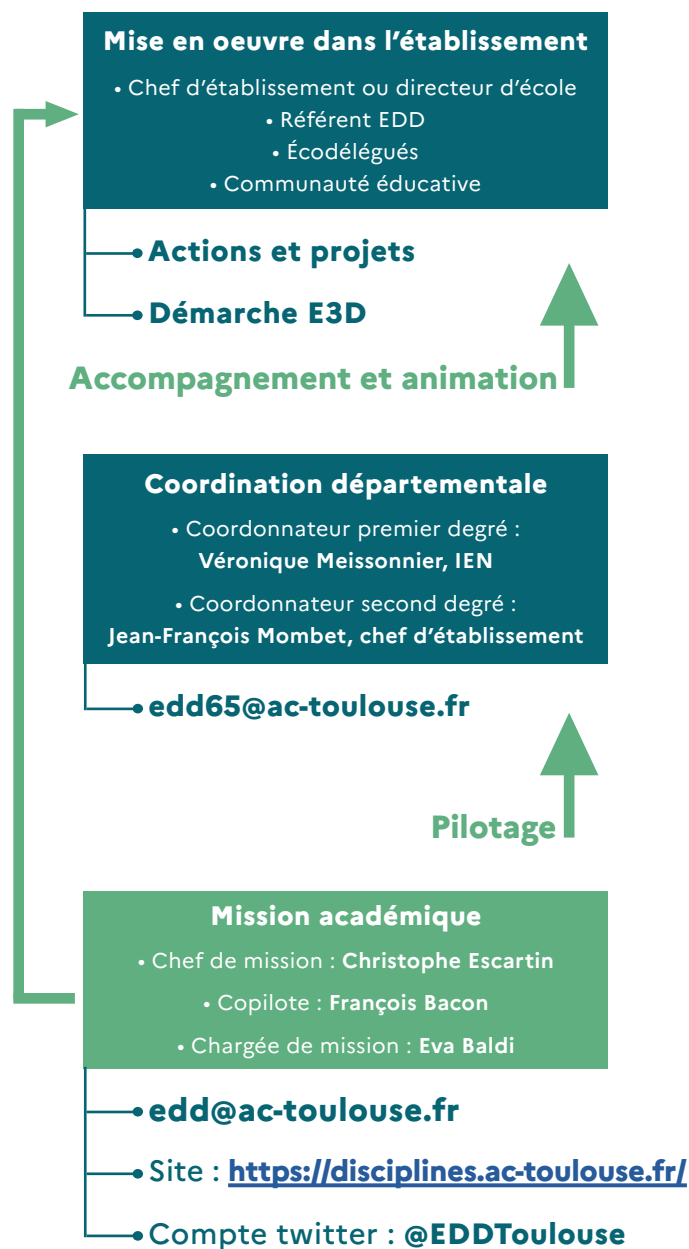 Mise en oeuvre dans l'établissement
• Chef d'établissement ou directeur d'école
• Référent EDD
• Écodélégués
• Communauté éducative
Actions et projets
Démarche E3D
Accompagnement et animation
Coordination départementale
• Coordonnateur premier degré :
Véronique Meissonnier, IEN
• Coordonnateur second degré :
Jean-François Mombet, chef d'établissement
edd65@ac-toulouse.fr
Pilotage
Mission académique
• Chef de mission : Christophe Escartin
• Copilote : François Bacon
• Chargée de mission : Eva Baldi
edd@ac-toulouse.fr
Site : https://disciplines.ac-toulouse.fr/
Compte twitter : @EDDToulouse